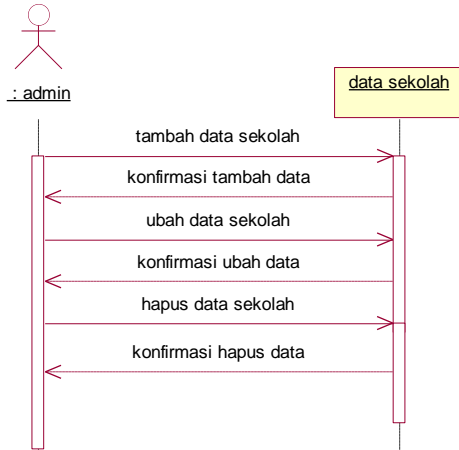 : admin
data sekolah
tambah data sekolah
konfirmasi tambah data
ubah data sekolah
konfirmasi ubah data
hapus data sekolah
konfirmasi hapus data